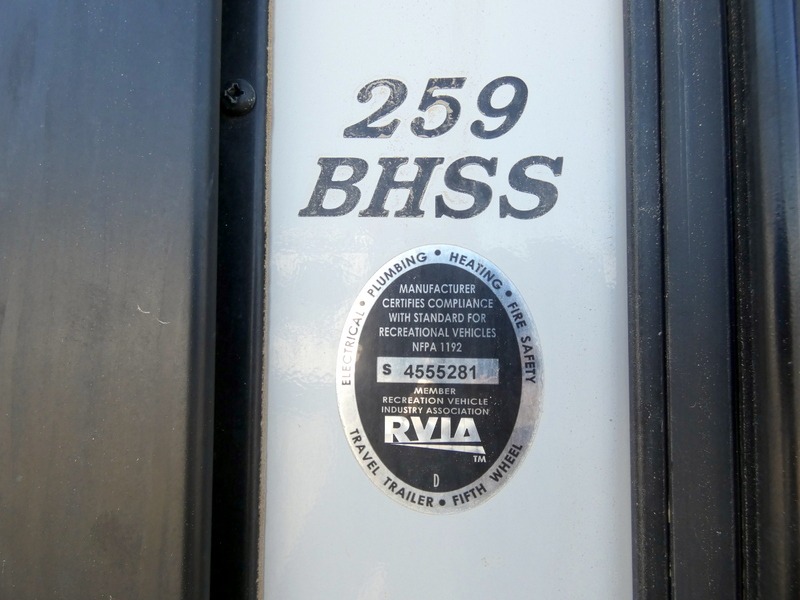 259
BHSS
ELECTRICAL • PLUMBING • HEATING • FIRE SAFETY
MANUFACTURER
CERTIFIES COMPLIANCE
WITH STANDARD FOR
RECREATIONAL VEHICLES
NFPA 1192
S 4555281
MEMBER
RECREATION VEHICLE
INDUSTRY ASSOCIATION
RVIA
TM
D
TRAVEL TRAILER • FIFTH WHEEL